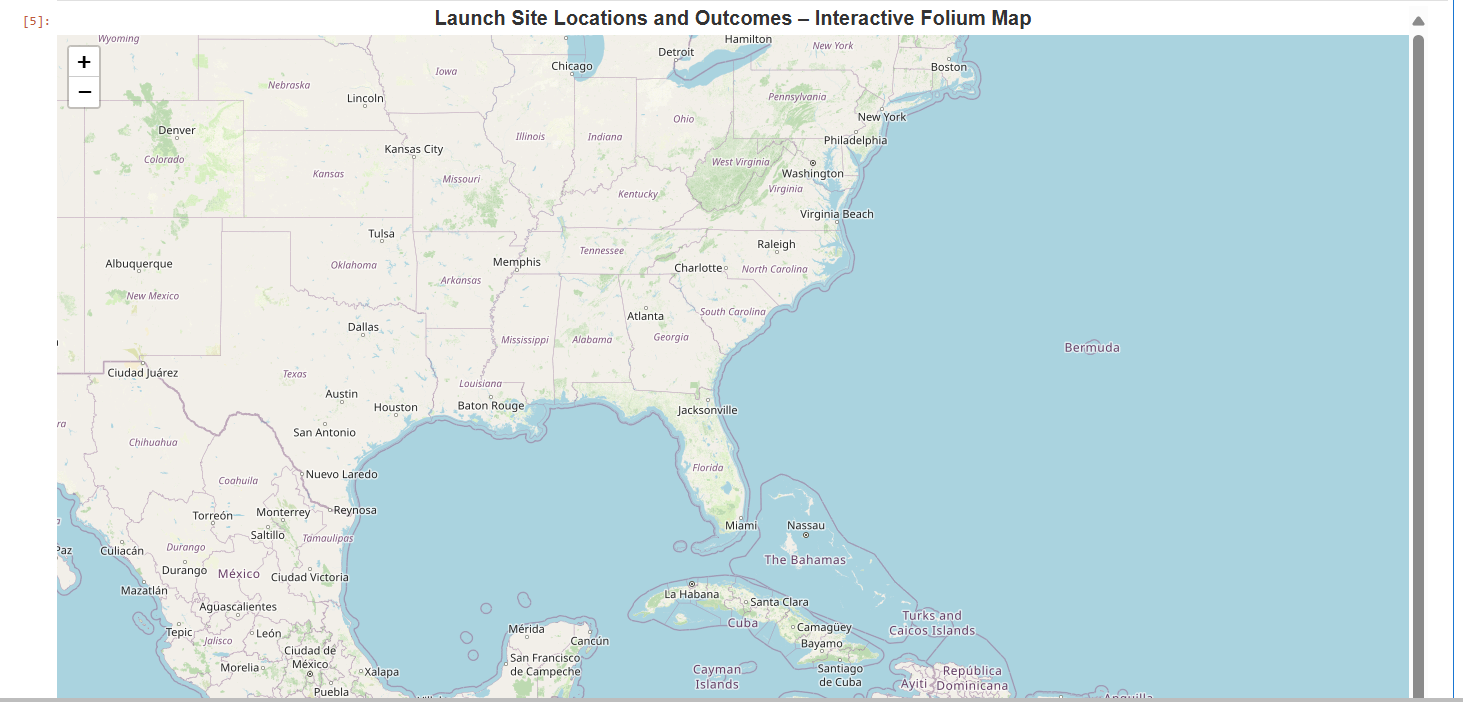 [5]:
Launch Site Locations and Outcomes – Interactive Folium Map
+
−
Wyoming
Hamilton
New York
Detroit
Chicago
Iowa
Boston
Nebraska
Lincoln
Pennsylvania
New York
Ohio
Denver
Illinois
Indiana
Philadelphia
Kansas City
Colorado
West Virginia
Kansas
Washington
Missouri
Virginia
Kentucky
Virginia Beach
Tulsa
Raleigh
Tennessee
Albuquerque
Memphis
Oklahoma
Charlotte
North Carolina
Arkansas
New Mexico
South Carolina
Atlanta
Dallas
Mississippi
Alabama
Georgia
Bermuda
Ciudad Juárez
Texas
Louisiana
Austin
Houston
Baton Rouge
Jacksonville
ra
San Antonio
Chihuahua
Florida
Nuevo Laredo
Coahuila
Reynosa
Monterrey
Torreón
Miami
Nassau
Saltillo
Tamaulipas
Durango
Paz
Culiacán
The Bahamas
Durango
México
Ciudad Victoria
Mazatlán
La Habana
Santa Clara
Aguascalientes
Turks and
Caicos Islands
Cuba
Camagüey
Mérida
Tepic
León
Jalisco
Cancún
Bayamo
Ciudad de
México
San Francisco
de Campeche
Morelia
Xalapa
Cayman
Islands
Santiago
de Cuba
República
Dominicana
Ayiti
Puebla
Anguilla